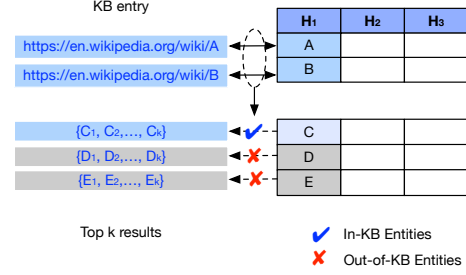 KB entry
H1 H2 H3
https://en.wikipedia.org/wiki/A A
https://en.wikipedia.org/wiki/B B
{C1, C2,..., Ck} C
{D1, D2,..., Dk} D
{E1, E2,..., Ek} E
Top k results
✔ In-KB Entities
✘ Out-of-KB Entities